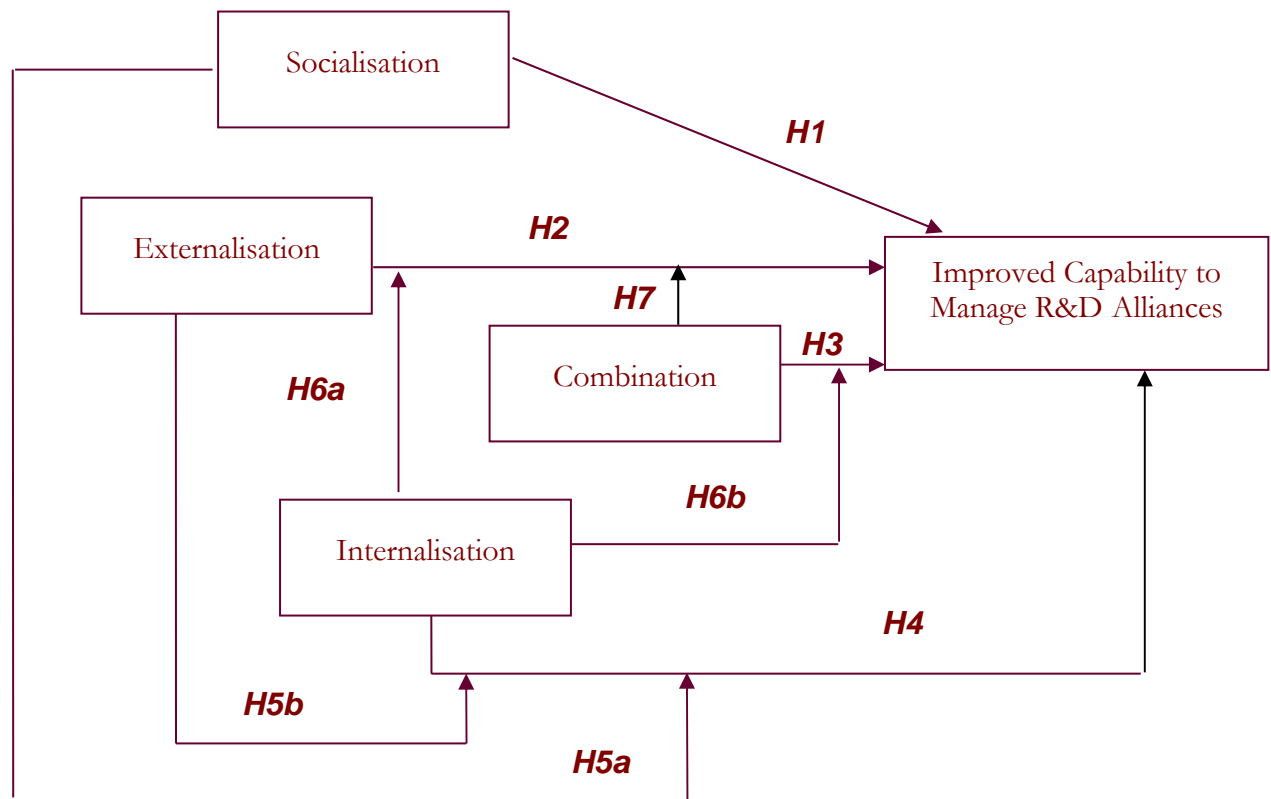 Socialisation
H1
Externalisation
H2
Improved Capability to
Manage R&D Alliances
H7
H3
Combination
H6a
H6b
Internalisation
H4
H5b
H5a